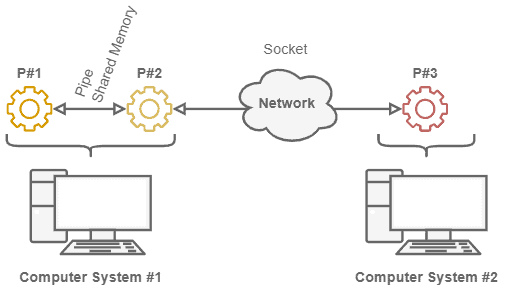 Socket
P#1
Pipe
Shared Memory
P#2
P#3
Network
Computer System #1
Computer System #2